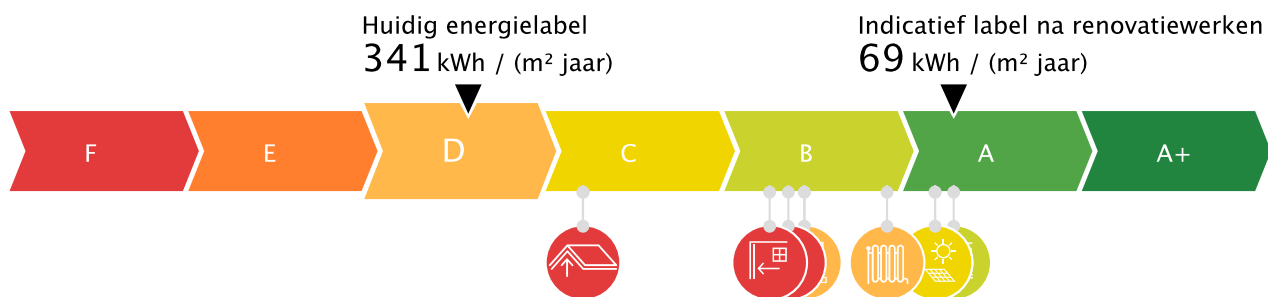 Huidig energielabel
341 kWh / (m² jaar)
Indicatief label na renovatiewerken
69 kWh / (m² jaar)
F
E
D
C
B
A
A+